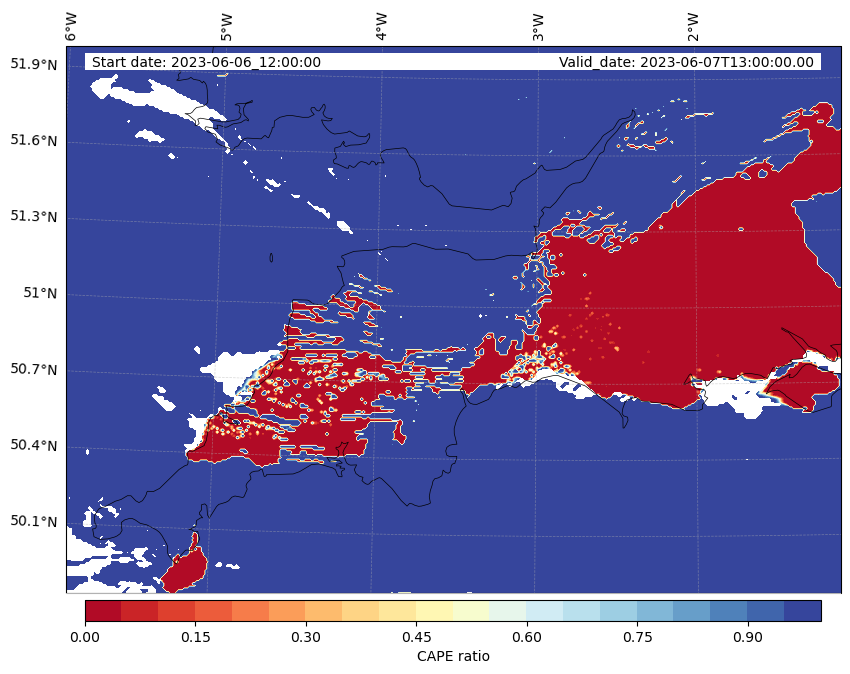 6°W 5°W 4°W 3°W 2°W
Start date: 2023-06-06_12:00:00 Valid_date: 2023-06-07T13:00:00.00
51.9°N
51.6°N
51.3°N
51°N
50.7°N
50.4°N
50.1°N
0.00 0.15 0.30 0.45 0.60 0.75 0.90
CAPE ratio